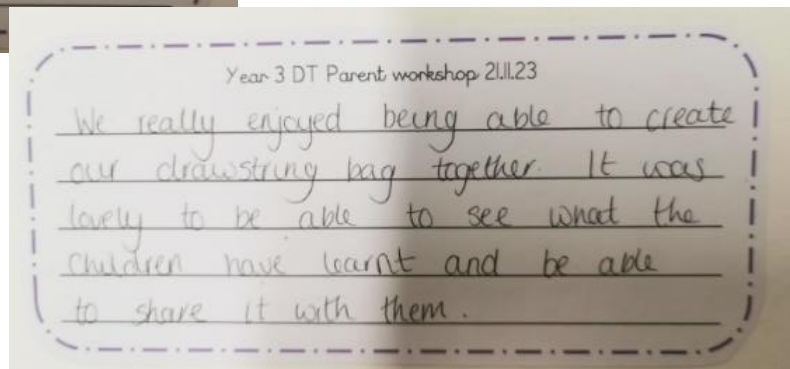 Year 3 DT Parent workshop 21.11.23
We really enjoyed being able to create
our drawstring bag together. It was
lovely to be able to see what the
children have learnt and be able
to share it with them.